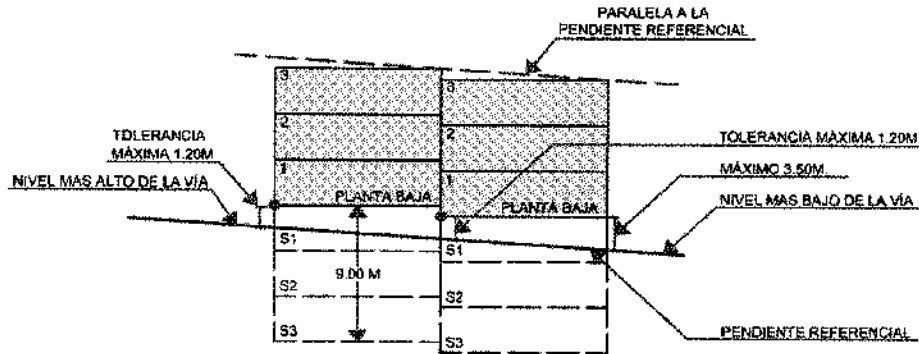 PARALELA A LA
PENDIENTE REFERENCIAL
3
3
2
2
TOLERANCIA
MÁXIMA 1.20M
TOLERANCIA MÁXIMA 1.20M
1
1
MÁXIMO 3.50M
NIVEL MAS ALTO DE LA VÍA
PLANTA BAJA
PLANTA BAJA
NIVEL MAS BAJO DE LA VÍA
S1
S1
9.00 M
S2
S2
S3
S3
PENDIENTE REFERENCIAL